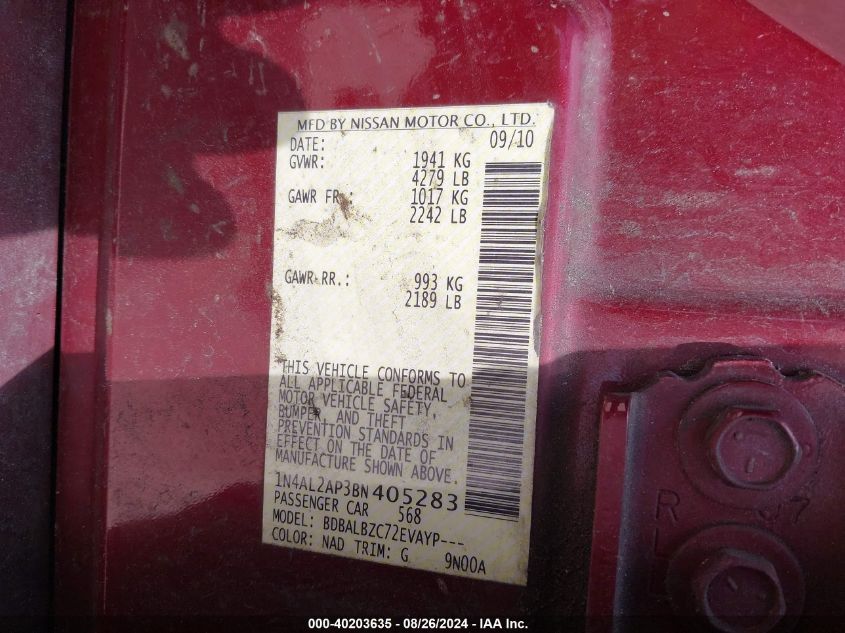 MFD BY NISSAN MOTOR CO., LTD.
DATE: 09/10
GVWR: 1941 KG
4279 LB
GAWR FR.: 1017 KG
2242 LB
GAWR RR.: 993 KG
2189 LB
THIS VEHICLE CONFORMS TO
ALL APPLICABLE FEDERAL
MOTOR VEHICLE SAFETY,
BUMPER, AND THEFT
PREVENTION STANDARDS IN
EFFECT ON THE DATE OF
MANUFACTURE SHOWN ABOVE.
1N4AL2AP3BN405283
PASSENGER CAR 568
MODEL: BDBALBZC72EVAYP---
COLOR: NAD TRIM: G 9N00A
000-40203635 - 08/26/2024 - IAA Inc.